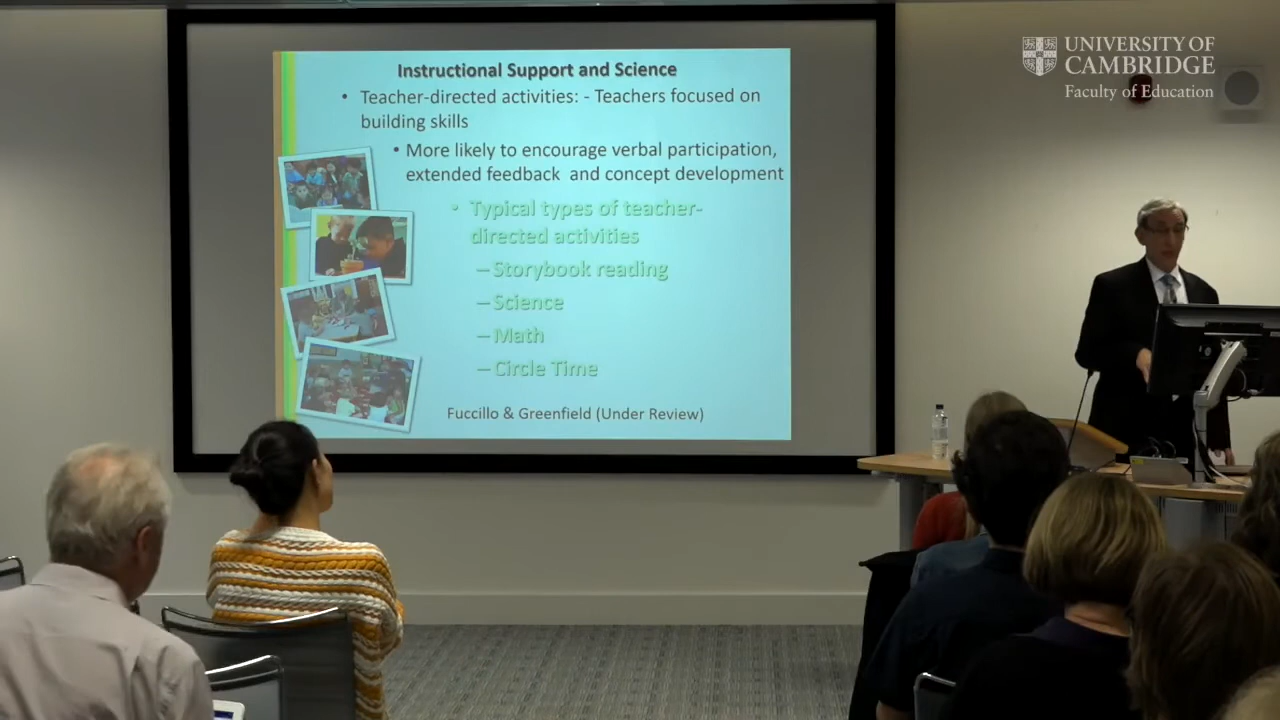 Instructional Support and Science
• Teacher-directed activities: - Teachers focused on
building skills
• More likely to encourage verbal participation,
extended feedback and concept development
• Typical types of teacher-
directed activities
– Storybook reading
– Science
– Math
– Circle Time
Fuccillo & Greenfield (Under Review)
UNIVERSITY OF
CAMBRIDGE
Faculty of Education